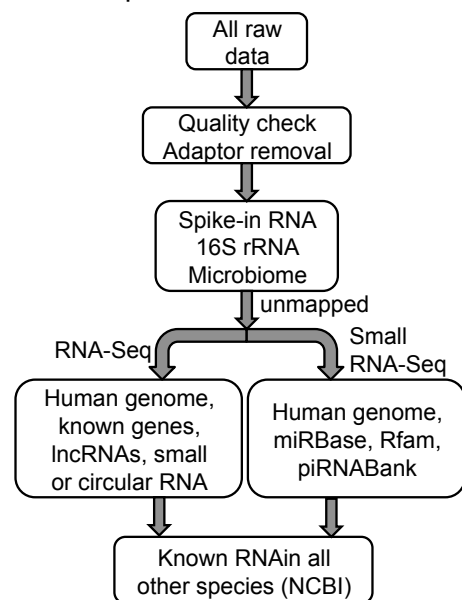 All raw
data
Quality check
Adaptor removal
Spike-in RNA
16S rRNA
Microbiome
unmapped
RNA-Seq
Small
RNA-Seq
Human genome,
known genes,
lncRNAs, small
or circular RNA
Human genome,
miRBase, Rfam,
piRNABank
Known RNAin all
other species (NCBI)